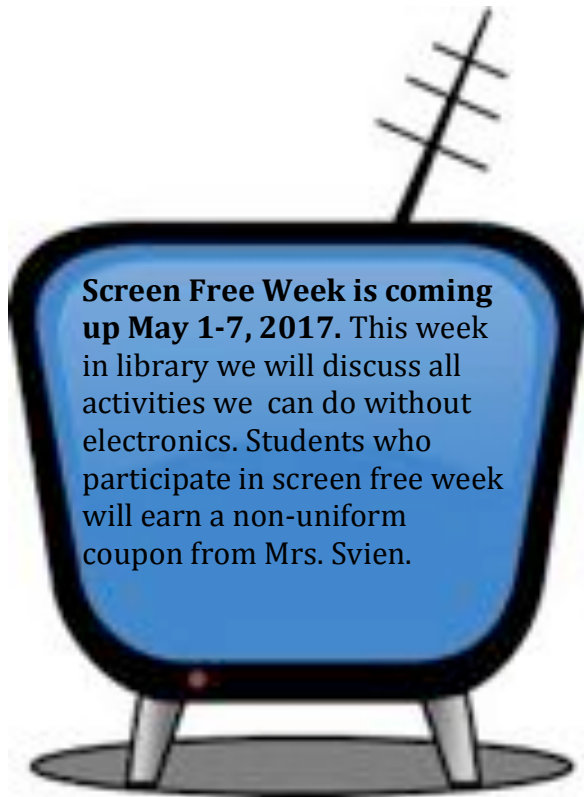 Screen Free Week is coming
up May 1-7, 2017. This week
in library we will discuss all
activities we can do without
electronics. Students who
participate in screen free week
will earn a non-uniform
coupon from Mrs. Svien.